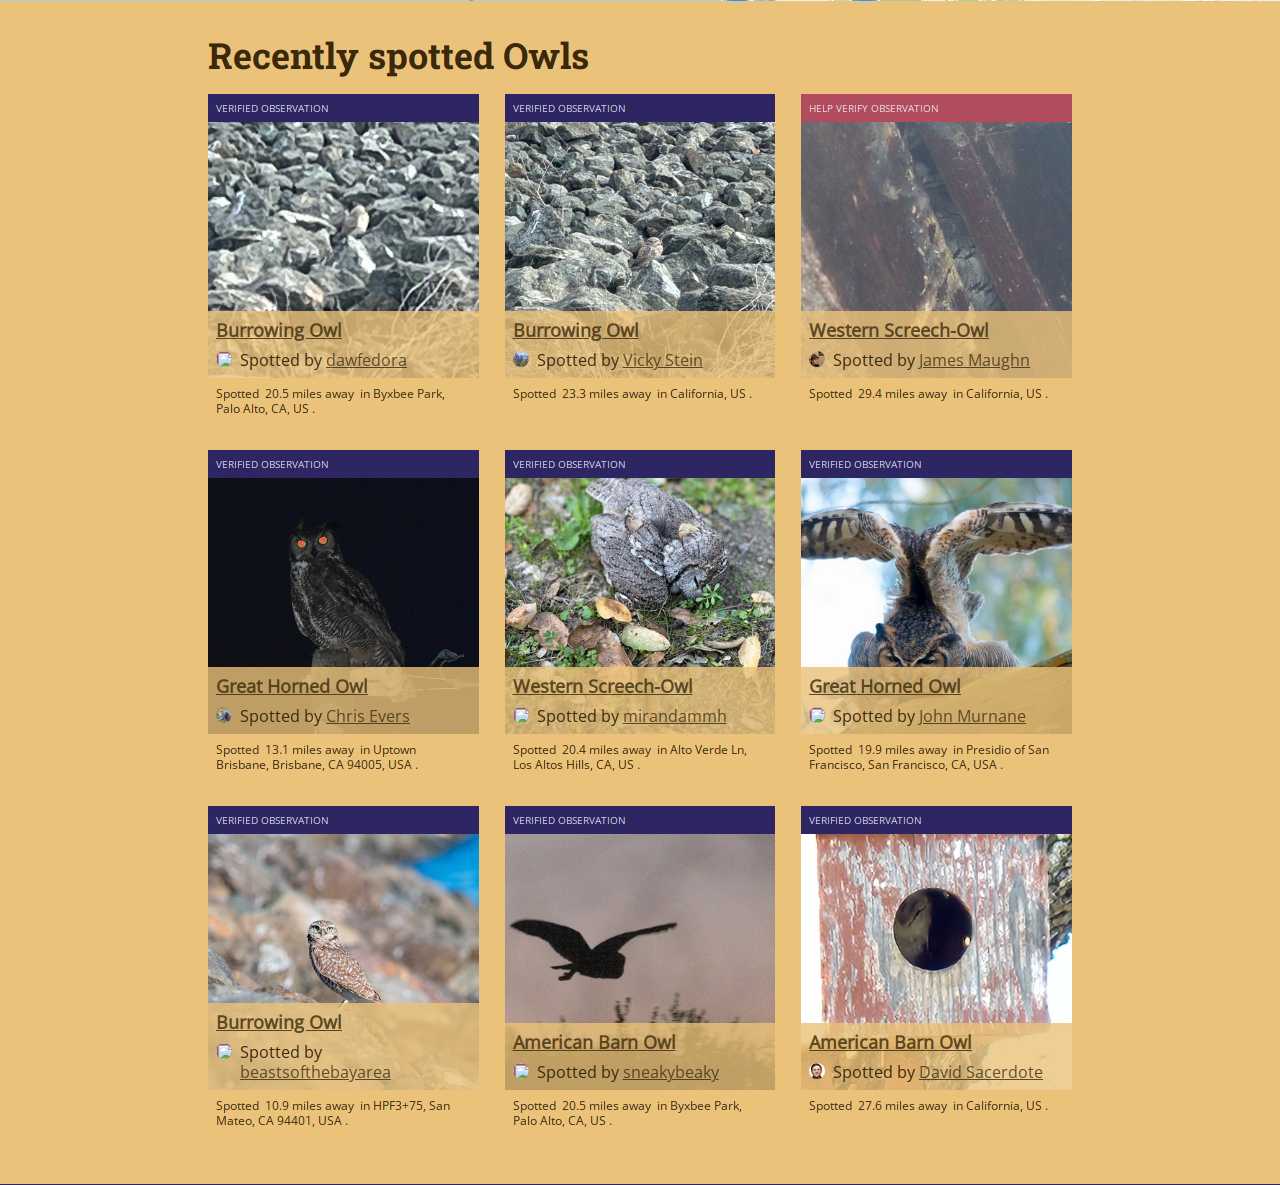 Recently spotted Owls
VERIFIED OBSERVATION
Burrowing Owl
Spotted by dawfedora
Spotted 20.5 miles away in Byxbee Park,
Palo Alto, CA, US .
VERIFIED OBSERVATION
Burrowing Owl
Spotted by Vicky Stein
Spotted 23.3 miles away in California, US .
HELP VERIFY OBSERVATION
Western Screech-Owl
Spotted by James Maughn
Spotted 29.4 miles away in California, US .
VERIFIED OBSERVATION
Great Horned Owl
Spotted by Chris Evers
Spotted 13.1 miles away in Uptown
Brisbane, Brisbane, CA 94005, USA .
VERIFIED OBSERVATION
Western Screech-Owl
Spotted by mirandammh
Spotted 20.4 miles away in Alto Verde Ln,
Los Altos Hills, CA, US .
VERIFIED OBSERVATION
Great Horned Owl
Spotted by John Murnane
Spotted 19.9 miles away in Presidio of San
Francisco, San Francisco, CA, USA .
VERIFIED OBSERVATION
Burrowing Owl
Spotted by
beastsofthebayarea
Spotted 10.9 miles away in HPF3+75, San
Mateo, CA 94401, USA .
VERIFIED OBSERVATION
American Barn Owl
Spotted by sneakybeaky
Spotted 20.5 miles away in Byxbee Park,
Palo Alto, CA, US .
VERIFIED OBSERVATION
American Barn Owl
Spotted by David Sacerdote
Spotted 27.6 miles away in California, US .